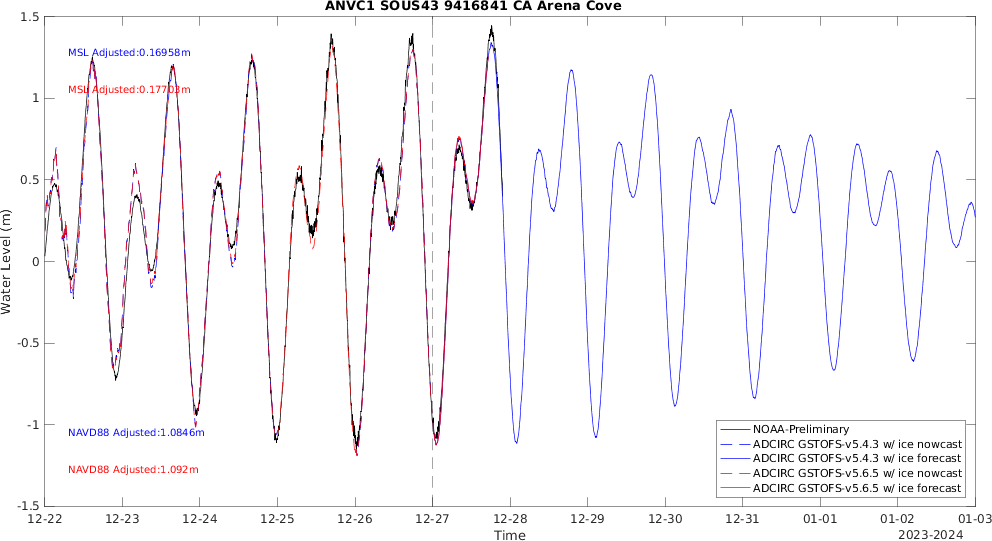 ANVC1 SOUS43 9416841 CA Arena Cove
1.5
1
0.5
0
-0.5
-1
-1.5
Water Level (m)
MSL Adjusted:0.16958m
MSL Adjusted:0.17703m
NAVD88 Adjusted:1.0846m
NAVD88 Adjusted:1.092m
NOAA-Preliminary
ADCIRC GSTOFS-v5.4.3 w/ ice nowcast
ADCIRC GSTOFS-v5.4.3 w/ ice forecast
ADCIRC GSTOFS-v5.6.5 w/ ice nowcast
ADCIRC GSTOFS-v5.6.5 w/ ice forecast
12-22 12-23 12-24 12-25 12-26 12-27 12-28 12-29 12-30 12-31 01-01 01-02 01-03
Time
2023-2024